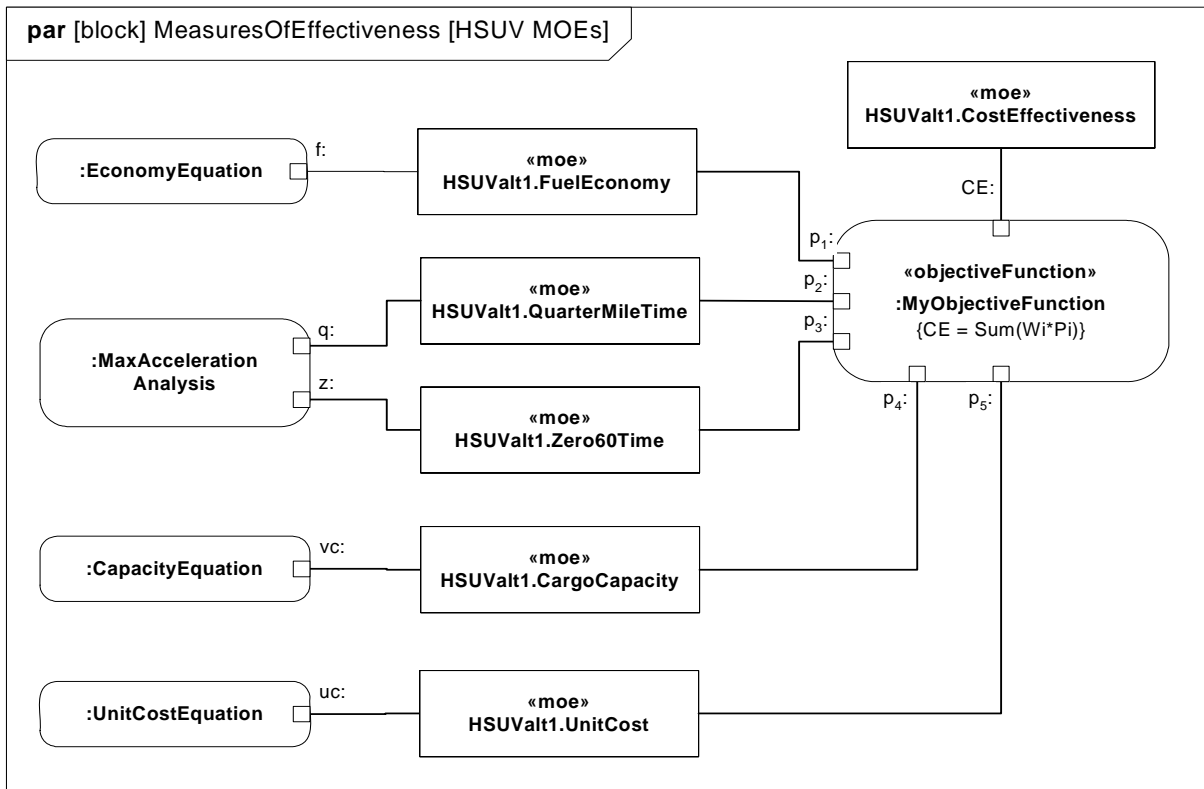 par [block] MeasuresOfEffectiveness [HSUV MOEs]
«moe»
HSUValt1.CostEffectiveness
CE:
:EconomyEquation
f:
«moe»
HSUValt1.FuelEconomy
p1:
p2:
p3:
p4:
p5:
«objectiveFunction»
:MyObjectiveFunction
{CE = Sum(Wi*Pi)}
:MaxAcceleration
Analysis
q:
z:
«moe»
HSUValt1.QuarterMileTime
«moe»
HSUValt1.Zero60Time
:CapacityEquation
vc:
«moe»
HSUValt1.CargoCapacity
:UnitCostEquation
uc:
«moe»
HSUValt1.UnitCost